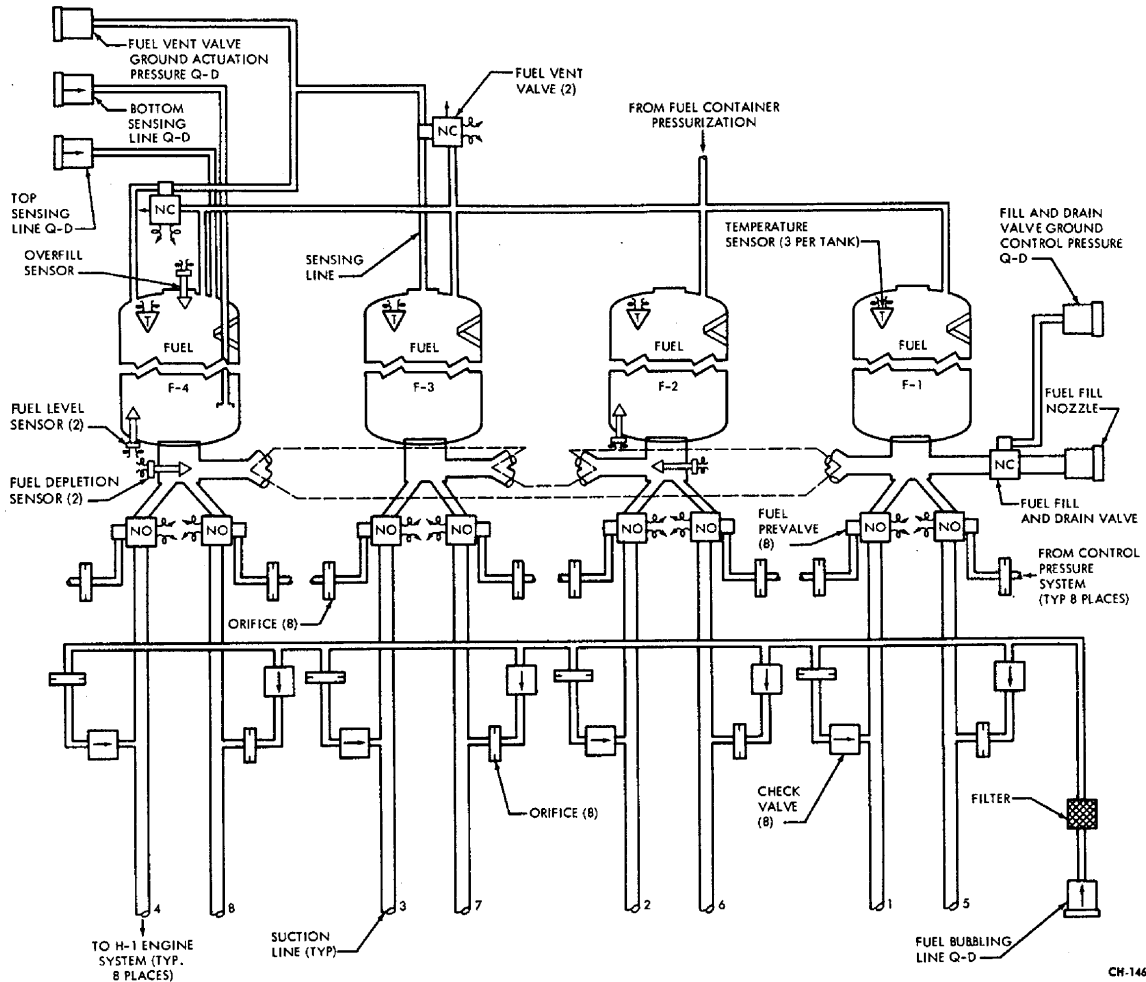 FUEL VENT VALVE
GROUND ACTUATION
PRESSURE Q-D
BOTTOM
SENSING
LINE Q-D
TOP
SENSING
LINE Q-D
OVERFILL
SENSOR
FUEL VENT
VALVE (2)
NC
NC
FROM FUEL CONTAINER
PRESSURIZATION
SENSING
LINE
TEMPERATURE
SENSOR (3 PER TANK)
FILL AND DRAIN
VALVE GROUND
CONTROL PRESSURE
Q-D
T
T
T
T
FUEL
FUEL
FUEL
FUEL
F-4
F-3
F-2
F-1
FUEL LEVEL
SENSOR (2)
FUEL DEPLETION
SENSOR (2)
FUEL FILL
NOZZLE
NC
FUEL FILL
AND DRAIN VALVE
FUEL
PREVALVE
(8)
NO
NO
NO
NO
NO
NO
NO
NO
FROM CONTROL
PRESSURE
SYSTEM
(TYP 8 PLACES)
ORIFICE (8)
ORIFICE (8)
CHECK
VALVE
(8)
FILTER
4
8
3
7
2
6
1
5
TO H-1 ENGINE
SYSTEM (TYP.
8 PLACES)
SUCTION
LINE (TYP)
FUEL BUBBLING
LINE Q-D
CH-146